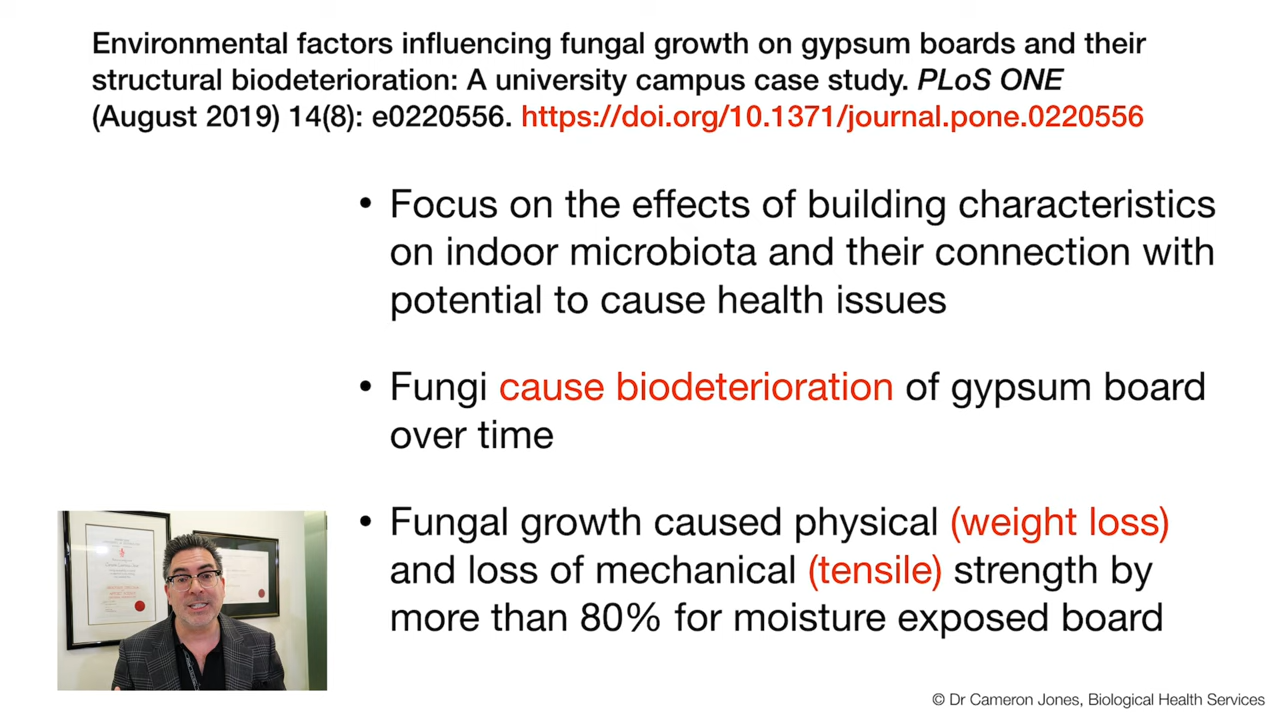 Environmental factors influencing fungal growth on gypsum boards and their
structural biodeterioration: A university campus case study. PLoS ONE
(August 2019) 14(8): e0220556. https://doi.org/10.1371/journal.pone.0220556
• Focus on the effects of building characteristics
on indoor microbiota and their connection with
potential to cause health issues
• Fungi cause biodeterioration of gypsum board
over time
• Fungal growth caused physical (weight loss)
and loss of mechanical (tensile) strength by
more than 80% for moisture exposed board
© Dr Cameron Jones, Biological Health Services